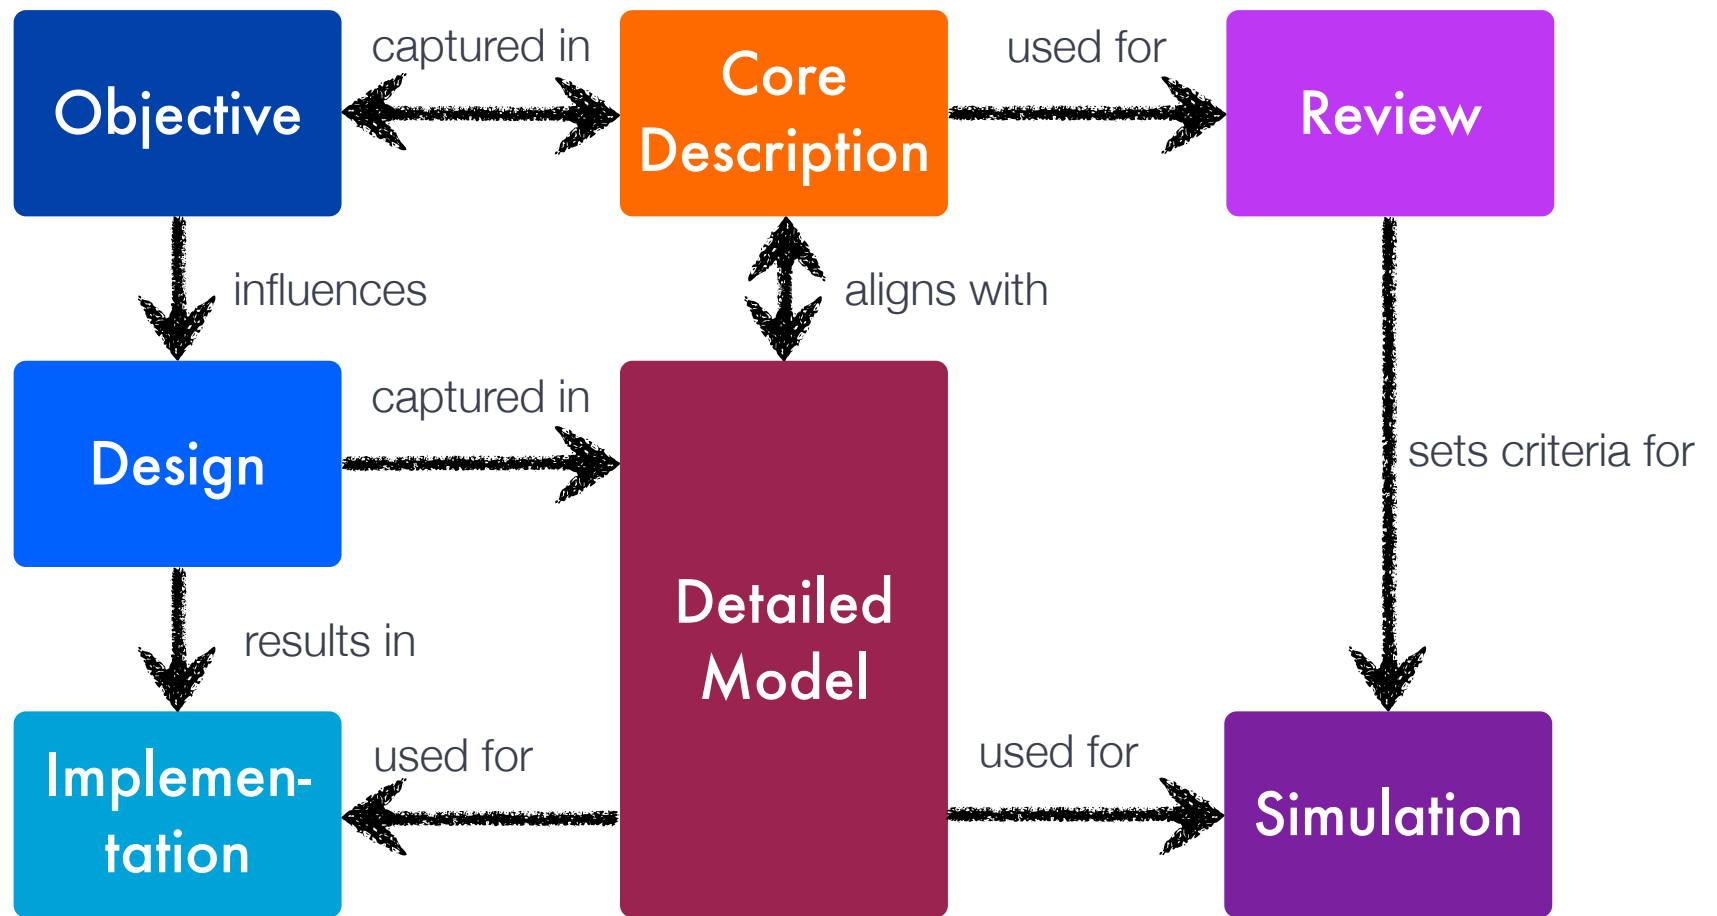 captured in
used for
Objective
Core
Description
Review
influences
aligns with
captured in
Design
sets criteria for
Detailed
Model
results in
Implemen-
tation
used for
used for
Simulation